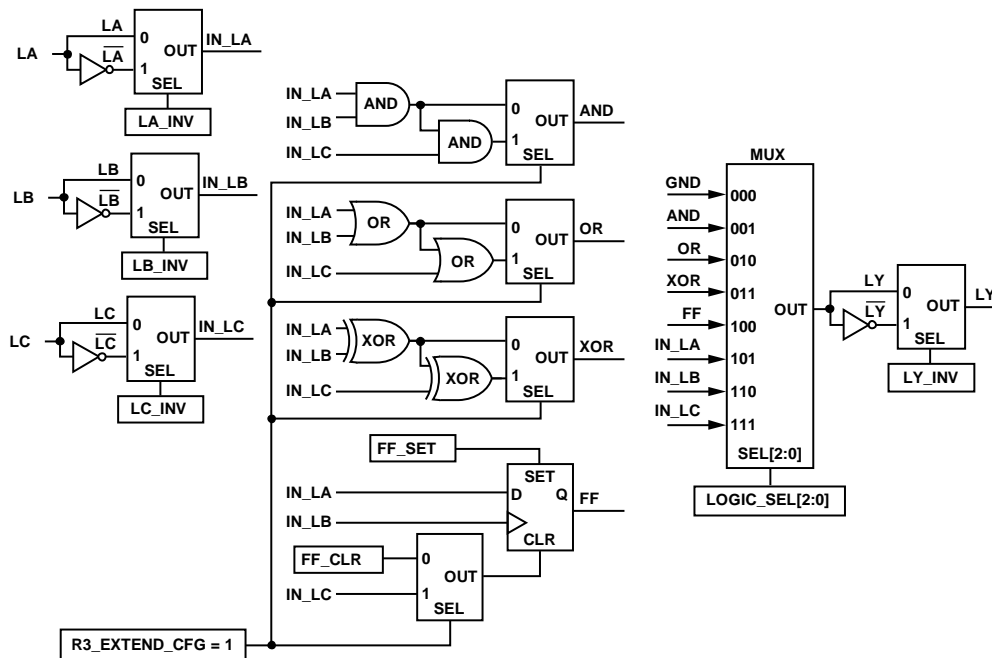 LA
LA
LA
0
1
OUT
SEL
IN_LA
LA_INV
LB
LB
LB
0
1
OUT
SEL
IN_LB
LB_INV
LC
LC
LC
0
1
OUT
SEL
IN_LC
LC_INV
IN_LA
IN_LB
IN_LC
AND
AND
0
1
OUT
SEL
AND
IN_LA
IN_LB
IN_LC
OR
OR
0
1
OUT
SEL
OR
IN_LA
IN_LB
IN_LC
XOR
XOR
0
1
OUT
SEL
XOR
FF_SET
IN_LA
IN_LB
SET
D
Q
CLR
FF
FF_CLR
IN_LC
0
1
OUT
SEL
R3_EXTEND_CFG = 1
MUX
GND
000
AND
001
OR
010
XOR
011
FF
100
IN_LA
101
IN_LB
110
IN_LC
111
OUT
SEL[2:0]
LOGIC_SEL[2:0]
LY
LY
0
1
OUT
SEL
LY
LY_INV